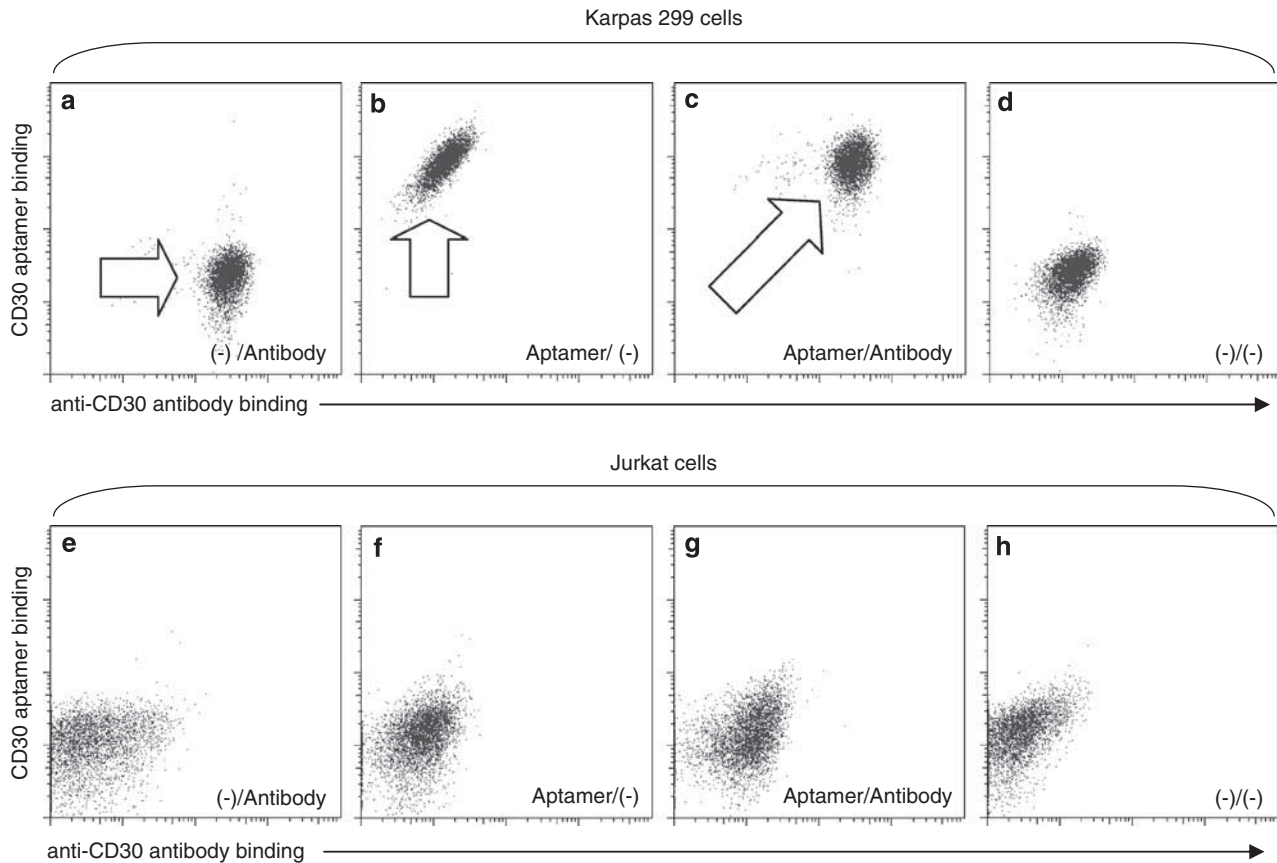 Karpas 299 cells
CD30 aptamer binding
a
b
c
d
(-) /Antibody
Aptamer/ (-)
Aptamer/Antibody
(-)/(-)
anti-CD30 antibody binding
Jurkat cells
CD30 aptamer binding
e
f
g
h
(-)/Antibody
Aptamer/(-)
Aptamer/Antibody
(-)/(-)
anti-CD30 antibody binding